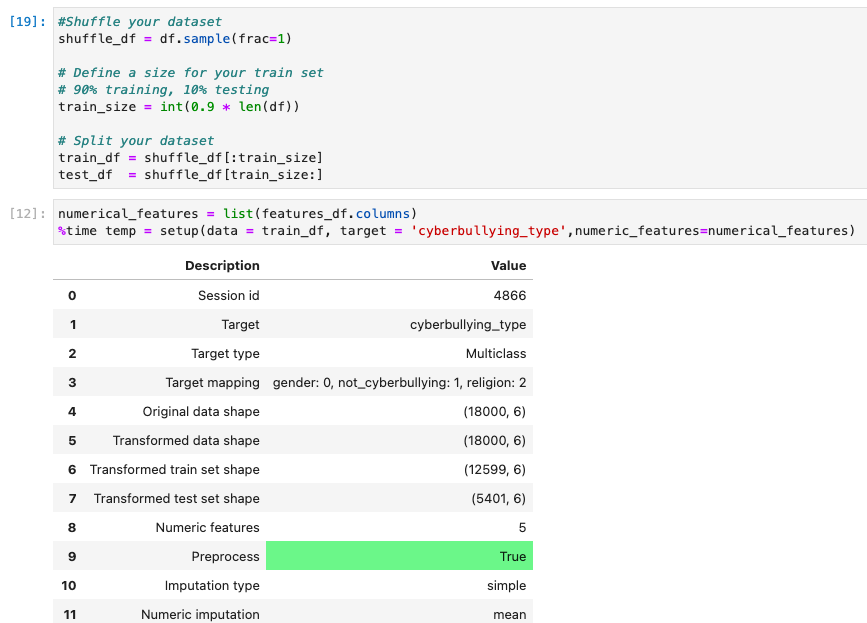 [19]: #Shuffle your dataset
shuffle_df = df.sample(frac=1)
# Define a size for your train set
# 90% training, 10% testing
train_size = int(0.9 * len(df))
# Split your dataset
train_df = shuffle_df[:train_size]
test_df  = shuffle_df[train_size:]
[12]: numerical_features = list(features_df.columns)
%time temp = setup(data = train_df, target = 'cyberbullying_type',numeric_features=numerical_features)
Description Value
0 Session id 4866
1 Target cyberbullying_type
2 Target type Multiclass
3 Target mapping gender: 0, not_cyberbullying: 1, religion: 2
4 Original data shape (18000, 6)
5 Transformed data shape (18000, 6)
6 Transformed train set shape (12599, 6)
7 Transformed test set shape (5401, 6)
8 Numeric features 5
9 Preprocess True
10 Imputation type simple
11 Numeric imputation mean